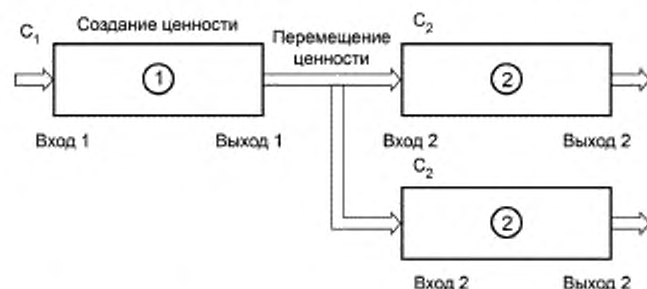 C₁
Создание ценности
Перемещение
ценности
C₂
1
2
Вход 1
Выход 1
Вход 2
Выход 2
C₂
2
Вход 2
Выход 2